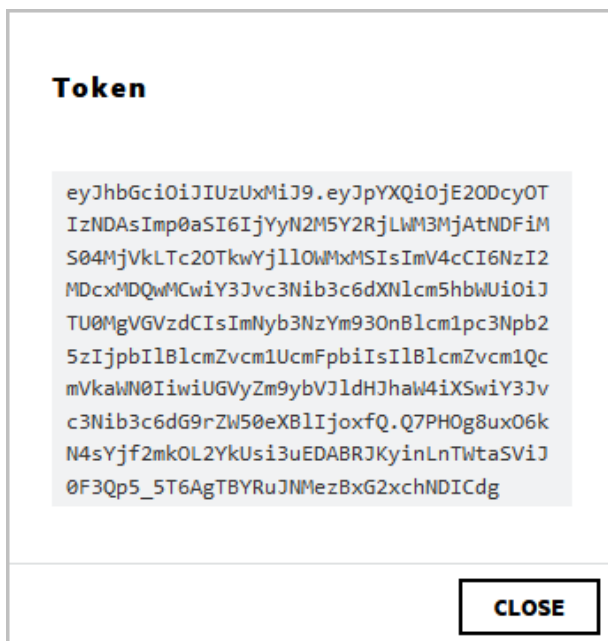 Token
eyJhbGciOiJIUzUxMiJ9.eyJpYXQiOjE2ODcyOT
IzNDAsImp0aSI6IjYyN2M5Y2RjLWM3MjAtNDFiM
S04MjVkLTc2OTkwYjllOWMxMSIsImV4cCI6NzI2
MDcxMDQwMCwiY3Jvc3Nib3c6dXNlcm5hbWUiOiJ
TU0MgVGVzdCIsImNyb3NzYm93OnBlcm1pc3Npb2
5zIjpbIlBlcmZvcm1UcmFpbiIsIlBlcmZvcm1Qc
mVkaWN0IiwiUGVyZm9ybVJldHJhaW4iXSwiY3Jv
c3Nib3c6dG9rZW50eXBlIjoxfQ.Q7PHOg8uxO6k
N4sYjf2mkOL2YkUsi3uEDABRJKyinLnTWtaSViJ
0F3Qp5_5T6AgTBYRuJNMezBxG2xchNDICdg
CLOSE